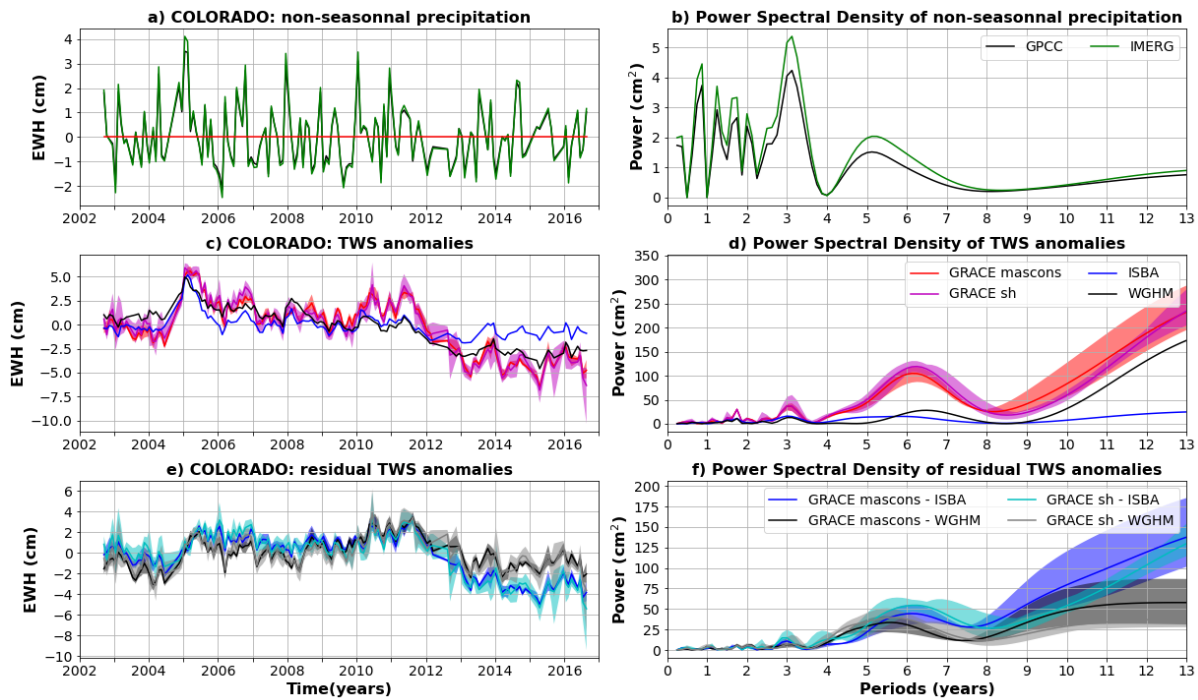 a) COLORADO: non-seasonnal precipitation
EWH (cm)
4
3
2
1
0
−1
−2
2002 2004 2006 2008 2010 2012 2014 2016
b) Power Spectral Density of non-seasonnal precipitation
Power (cm²)
5
4
3
2
1
0
GPCC IMERG
0 1 2 3 4 5 6 7 8 9 10 11 12 13
c) COLORADO: TWS anomalies
EWH (cm)
5.0
2.5
0.0
−2.5
−5.0
−7.5
−10.0
2002 2004 2006 2008 2010 2012 2014 2016
d) Power Spectral Density of TWS anomalies
Power (cm²)
350
300
250
200
150
100
50
0
GRACE mascons ISBA
GRACE sh WGHM
0 1 2 3 4 5 6 7 8 9 10 11 12 13
e) COLORADO: residual TWS anomalies
EWH (cm)
6
4
2
0
−2
−4
−6
−8
−10
2002 2004 2006 2008 2010 2012 2014 2016
Time(years)
f) Power Spectral Density of residual TWS anomalies
Power (cm²)
200
175
150
125
100
75
50
25
0
GRACE mascons - ISBA GRACE sh - ISBA
GRACE mascons - WGHM GRACE sh - WGHM
0 1 2 3 4 5 6 7 8 9 10 11 12 13
Periods (years)